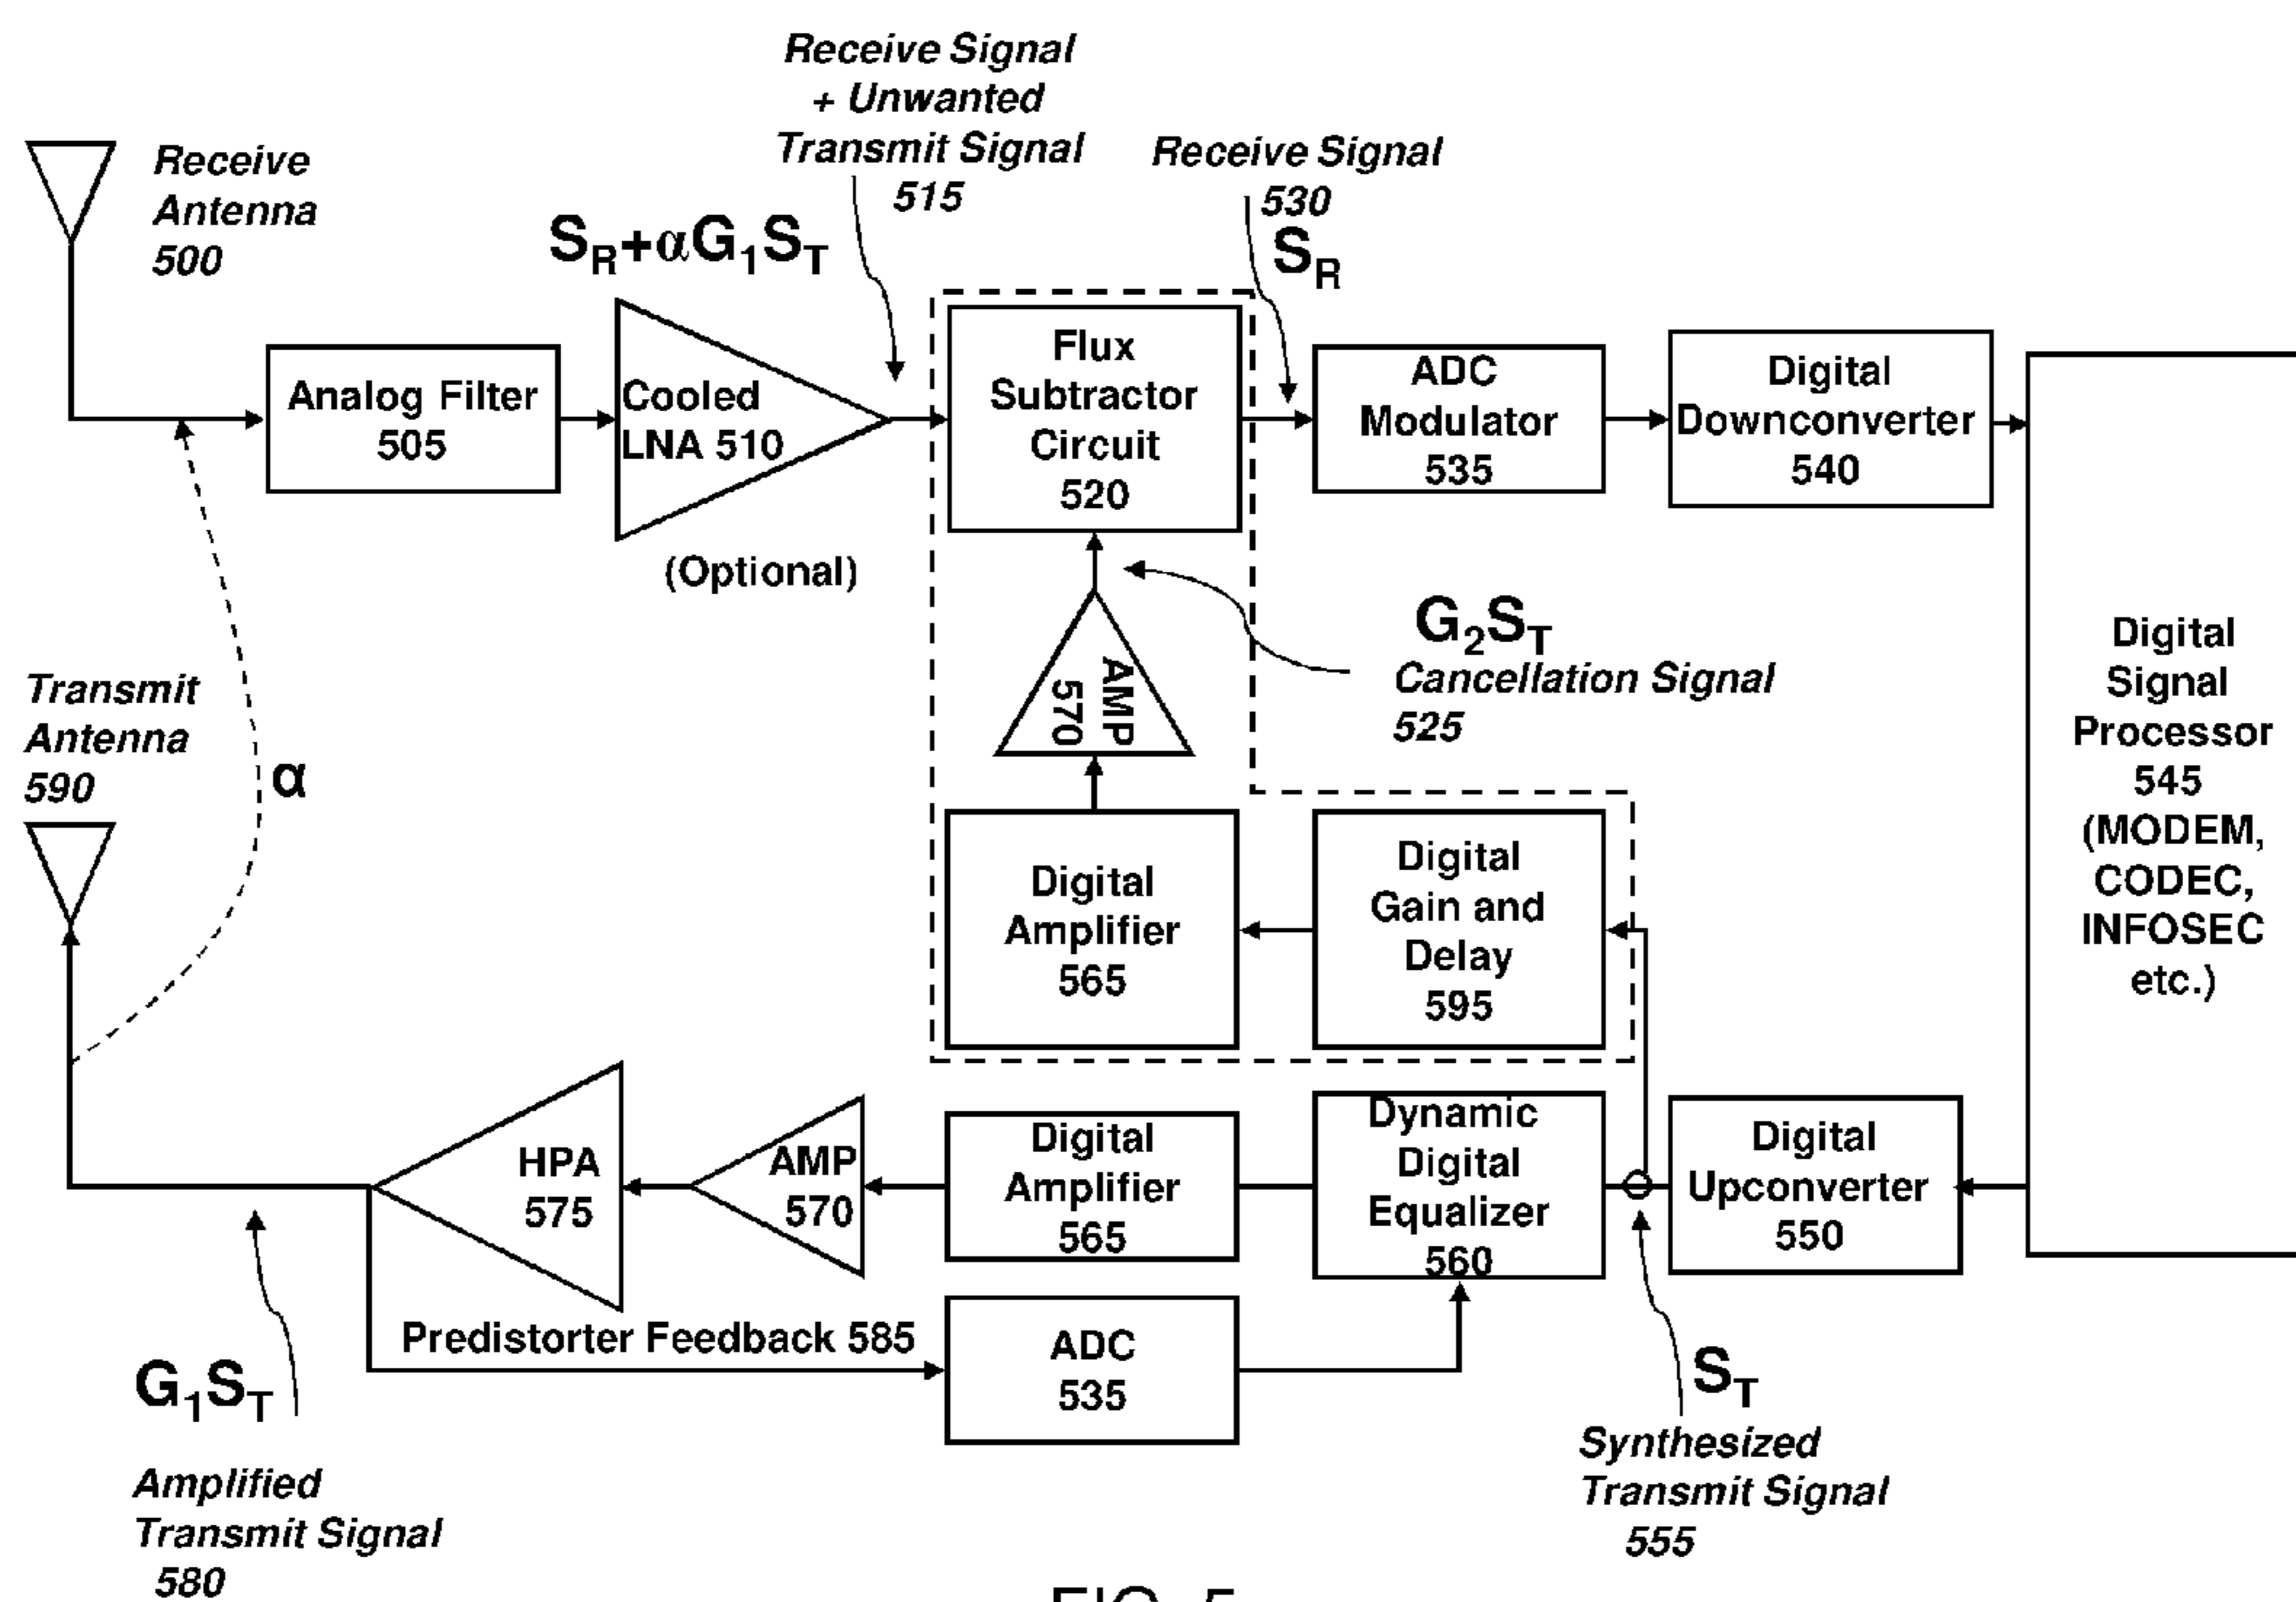 Receive Signal
+ Unwanted
Transmit Signal
515
Receive Signal
530
S_R
Receive
Antenna
500
S_R+αG_1S_T
Analog Filter
505
Cooled
LNA 510
(Optional)
Flux
Subtractor
Circuit
520
ADC
Modulator
535
Digital
Downconverter
540
Digital
Signal
Processor
545
(MODEM,
CODEC,
INFOSEC
etc.)
G_2S_T
Cancellation Signal
525
AMP
570
Transmit
Antenna
590
α
Digital
Amplifier
565
Digital
Gain and
Delay
595
HPA
575
AMP
570
Digital
Amplifier
565
Dynamic
Digital
Equalizer
560
Digital
Upconverter
550
Predistorter Feedback 585
ADC
535
G_1S_T
Amplified
Transmit Signal
580
S_T
Synthesized
Transmit Signal
555
FIG. 5